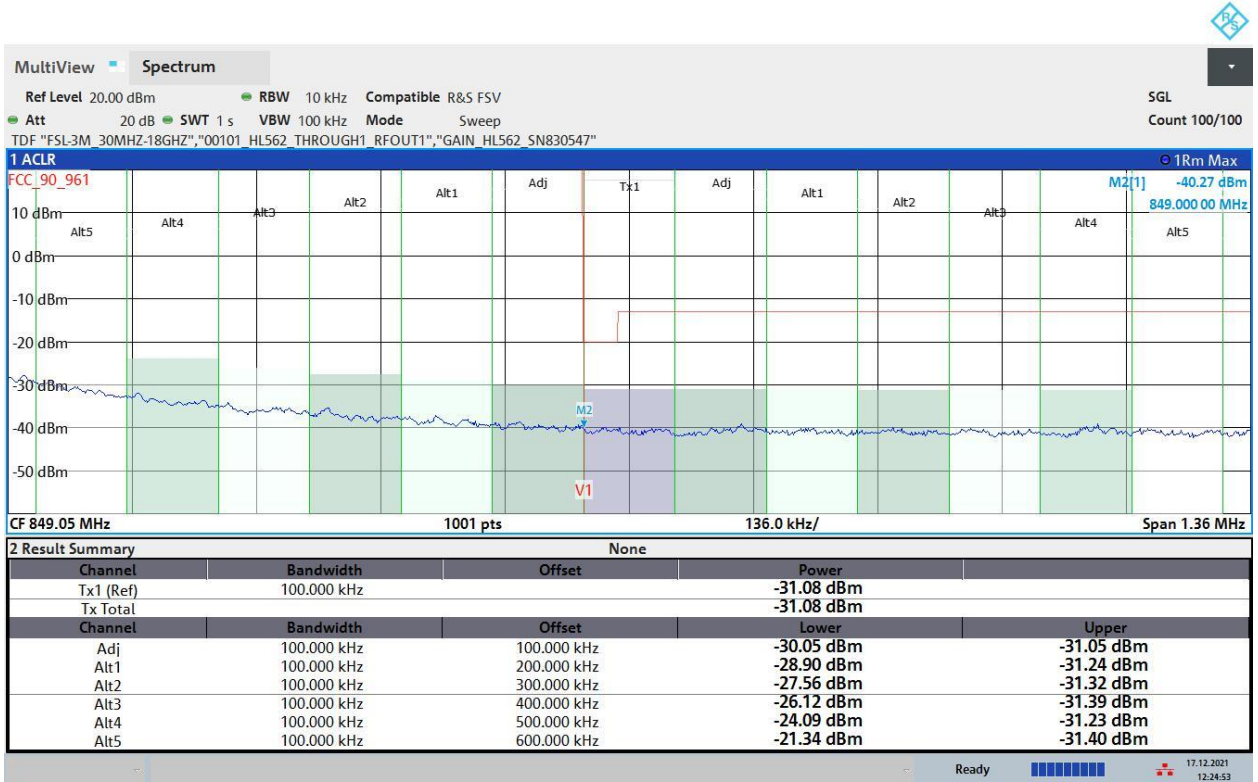 R/S
MultiView Spectrum
Ref Level 20.00 dBm RBW 10 kHz Compatible R&S FSV SGL
Att 20 dB SWT 1 s VBW 100 kHz Mode Sweep Count 100/100
TDF "FSL-3M_30MHZ-18GHZ","00101_HL562_THROUGH1_RFOUT1","GAIN_HL562_SN830547"
1 ACLR 1Rm Max
FCC_90_961 M2[1] -40.27 dBm
849.000 00 MHz
Alt5 Alt4 Alt3 Alt2 Alt1 Adj Tx1 Adj Alt1 Alt2 Alt3 Alt4 Alt5
10 dBm
0 dBm
-10 dBm
-20 dBm
-30 dBm
M2
-40 dBm
-50 dBm
V1
CF 849.05 MHz 1001 pts 136.0 kHz/ Span 1.36 MHz
2 Result Summary None
Channel Bandwidth Offset Power
Tx1 (Ref) 100.000 kHz -31.08 dBm
Tx Total -31.08 dBm
Channel Bandwidth Offset Lower Upper
Adj 100.000 kHz 100.000 kHz -30.05 dBm -31.05 dBm
Alt1 100.000 kHz 200.000 kHz -28.90 dBm -31.24 dBm
Alt2 100.000 kHz 300.000 kHz -27.56 dBm -31.32 dBm
Alt3 100.000 kHz 400.000 kHz -26.12 dBm -31.39 dBm
Alt4 100.000 kHz 500.000 kHz -24.09 dBm -31.23 dBm
Alt5 100.000 kHz 600.000 kHz -21.34 dBm -31.40 dBm
Ready 17.12.2021
12:24:53